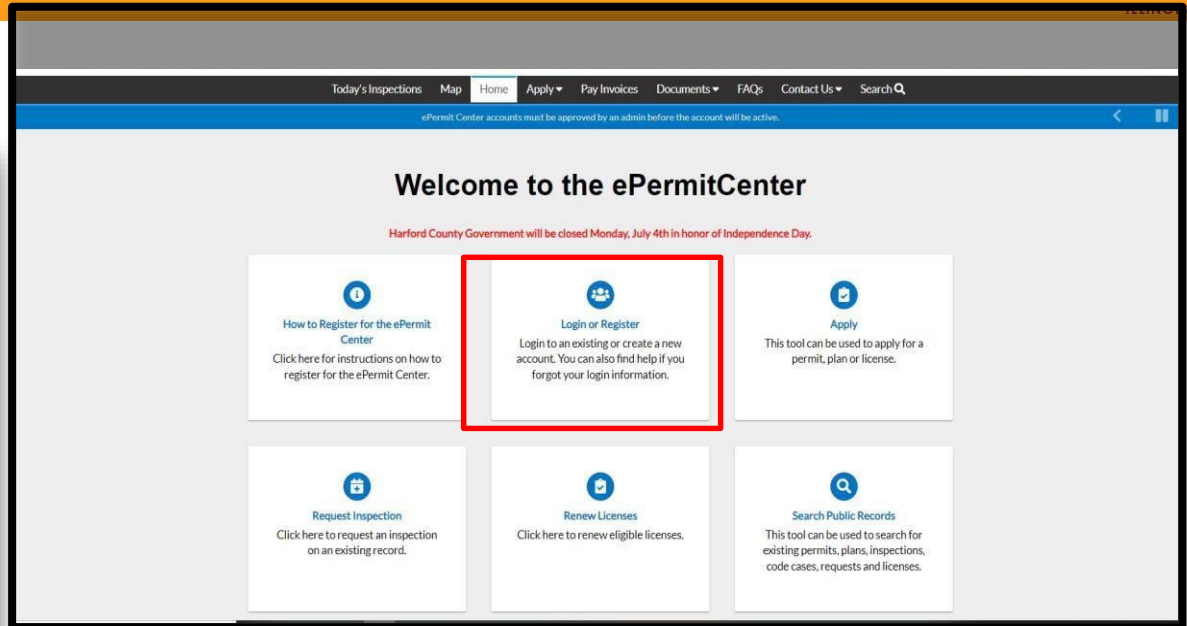 Today's Inspections Map Home Apply Pay Invoices Documents FAQs Contact Us Search
ePermit Center accounts must be approved by an admin before the account will be active.
Welcome to the ePermitCenter
Harford County Government will be closed Monday, July 4th in honor of Independence Day.
How to Register for the ePermit
Center
Click here for instructions on how to
register for the ePermit Center.
Login or Register
Login to an existing or create a new
account. You can also find help if you
forgot your login information.
Apply
This tool can be used to apply for a
permit, plan or license.
Request Inspection
Click here to request an inspection
on an existing record.
Renew Licenses
Click here to renew eligible licenses.
Search Public Records
This tool can be used to search for
existing permits, plans, inspections,
code cases, requests and licenses.